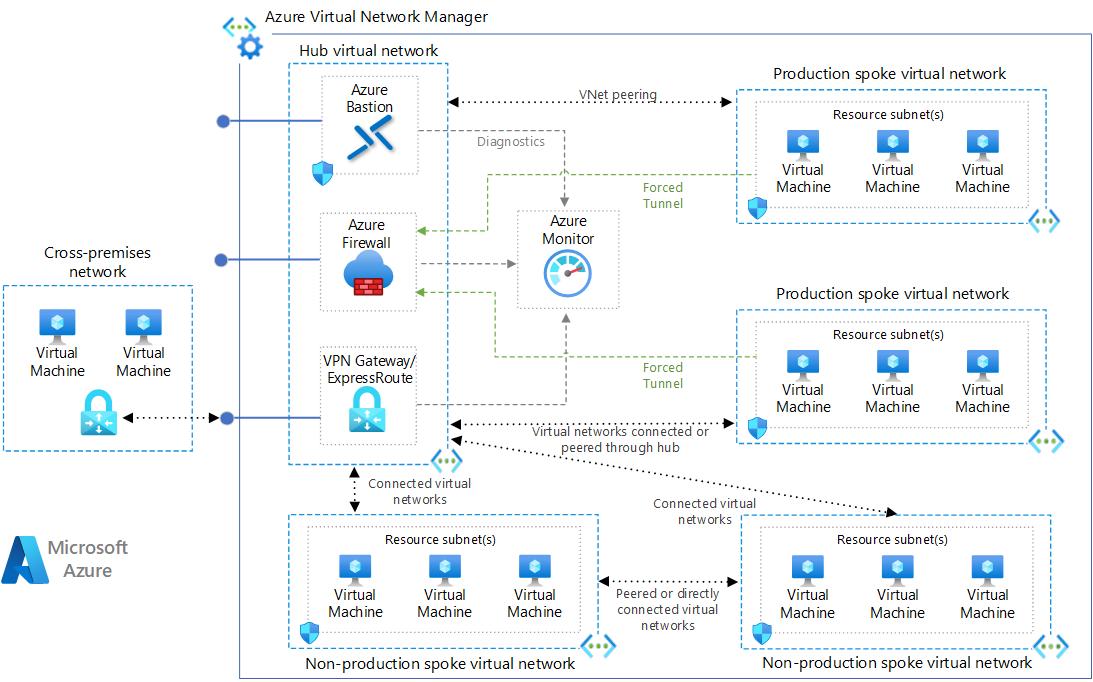 Azure Virtual Network Manager
Hub virtual network
Azure
Bastion
VNet peering
Production spoke virtual network
Resource subnet(s)
Virtual
Machine
Virtual
Machine
Virtual
Machine
Diagnostics
Forced
Tunnel
Azure
Firewall
Azure
Monitor
Cross-premises
network
Virtual
Machine
Virtual
Machine
Production spoke virtual network
Resource subnet(s)
Virtual
Machine
Virtual
Machine
Virtual
Machine
VPN Gateway/
ExpressRoute
Forced
Tunnel
Virtual networks connected or
peered through hub
Connected virtual
networks
Connected virtual
networks
Microsoft
Azure
Resource subnet(s)
Virtual
Machine
Virtual
Machine
Virtual
Machine
Non-production spoke virtual network
Peered or directly
connected virtual
networks
Resource subnet(s)
Virtual
Machine
Virtual
Machine
Virtual
Machine
Non-production spoke virtual network